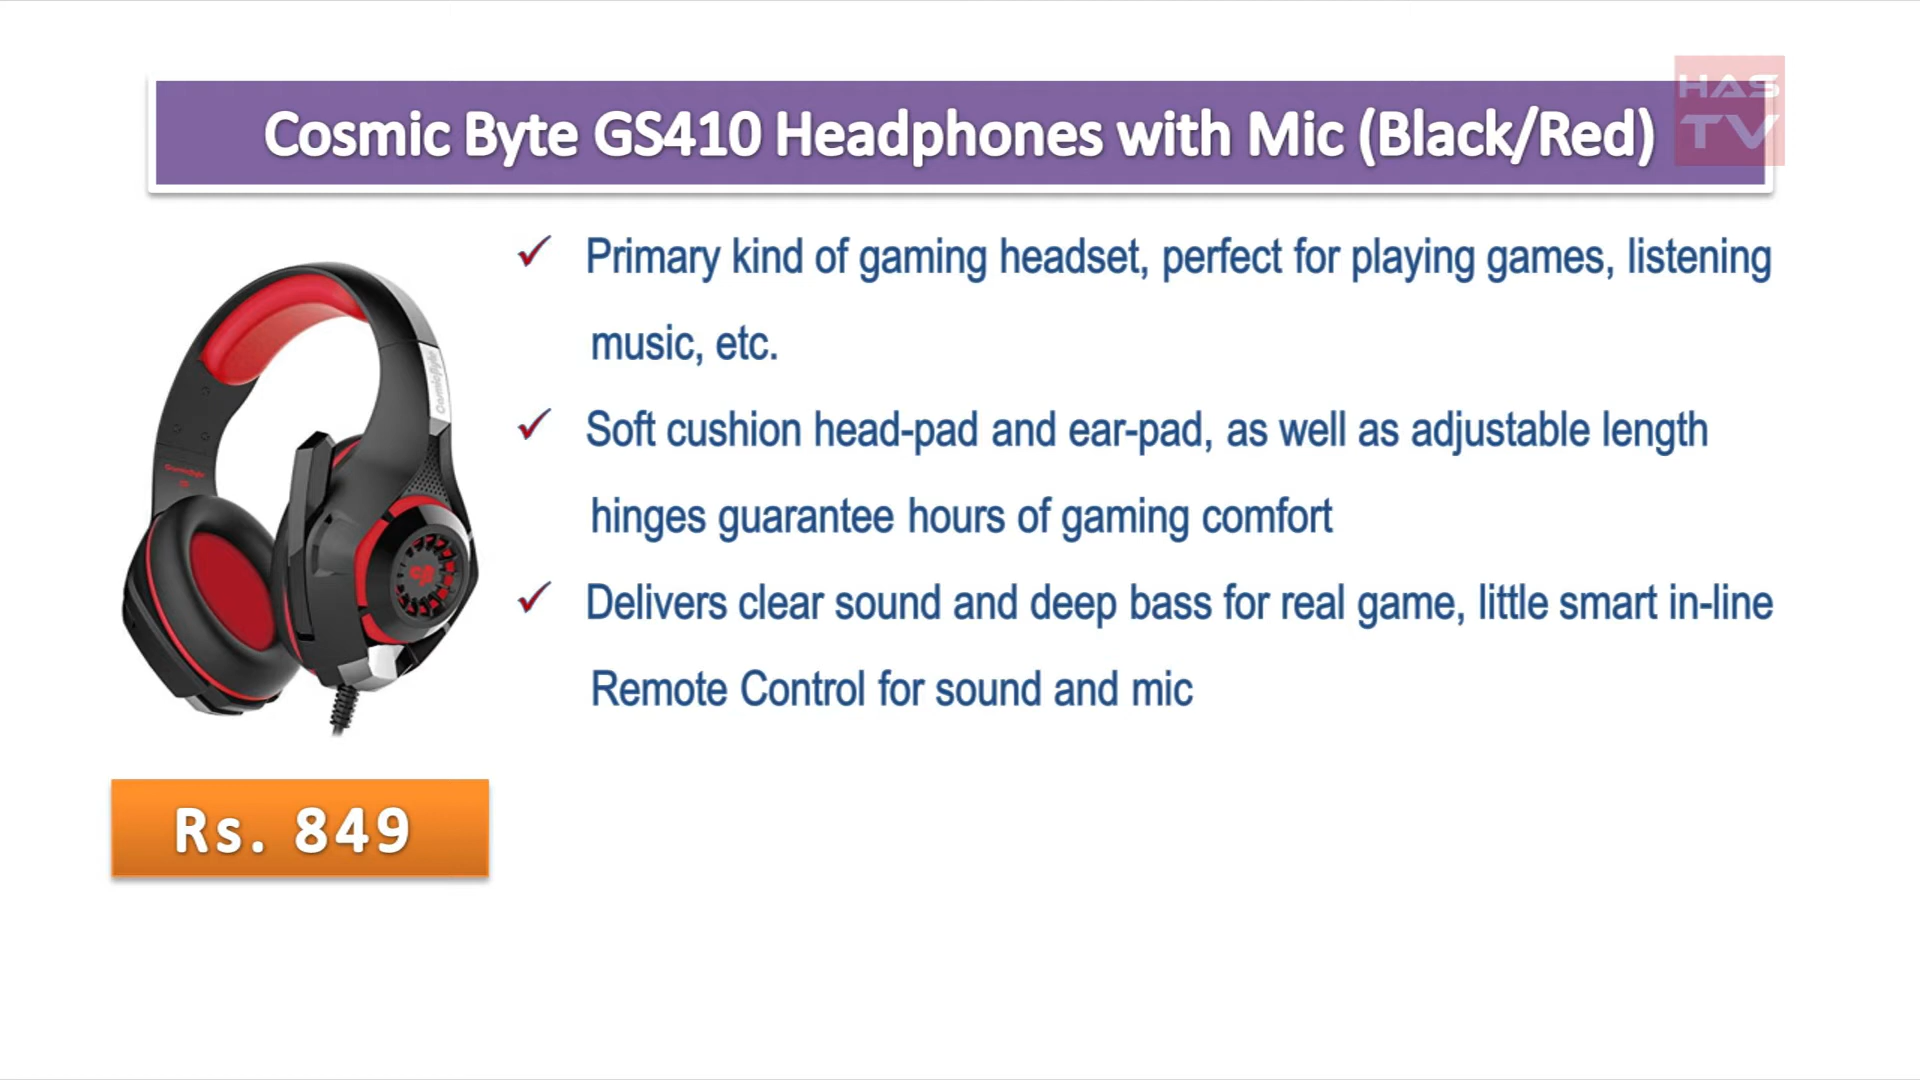 HAS
TV
Cosmic Byte GS410 Headphones with Mic (Black/Red)
Primary kind of gaming headset, perfect for playing games, listening
music, etc.
Soft cushion head-pad and ear-pad, as well as adjustable length
hinges guarantee hours of gaming comfort
Delivers clear sound and deep bass for real game, little smart in-line
Remote Control for sound and mic
CosmicByte
CosmicByte
Rs. 849